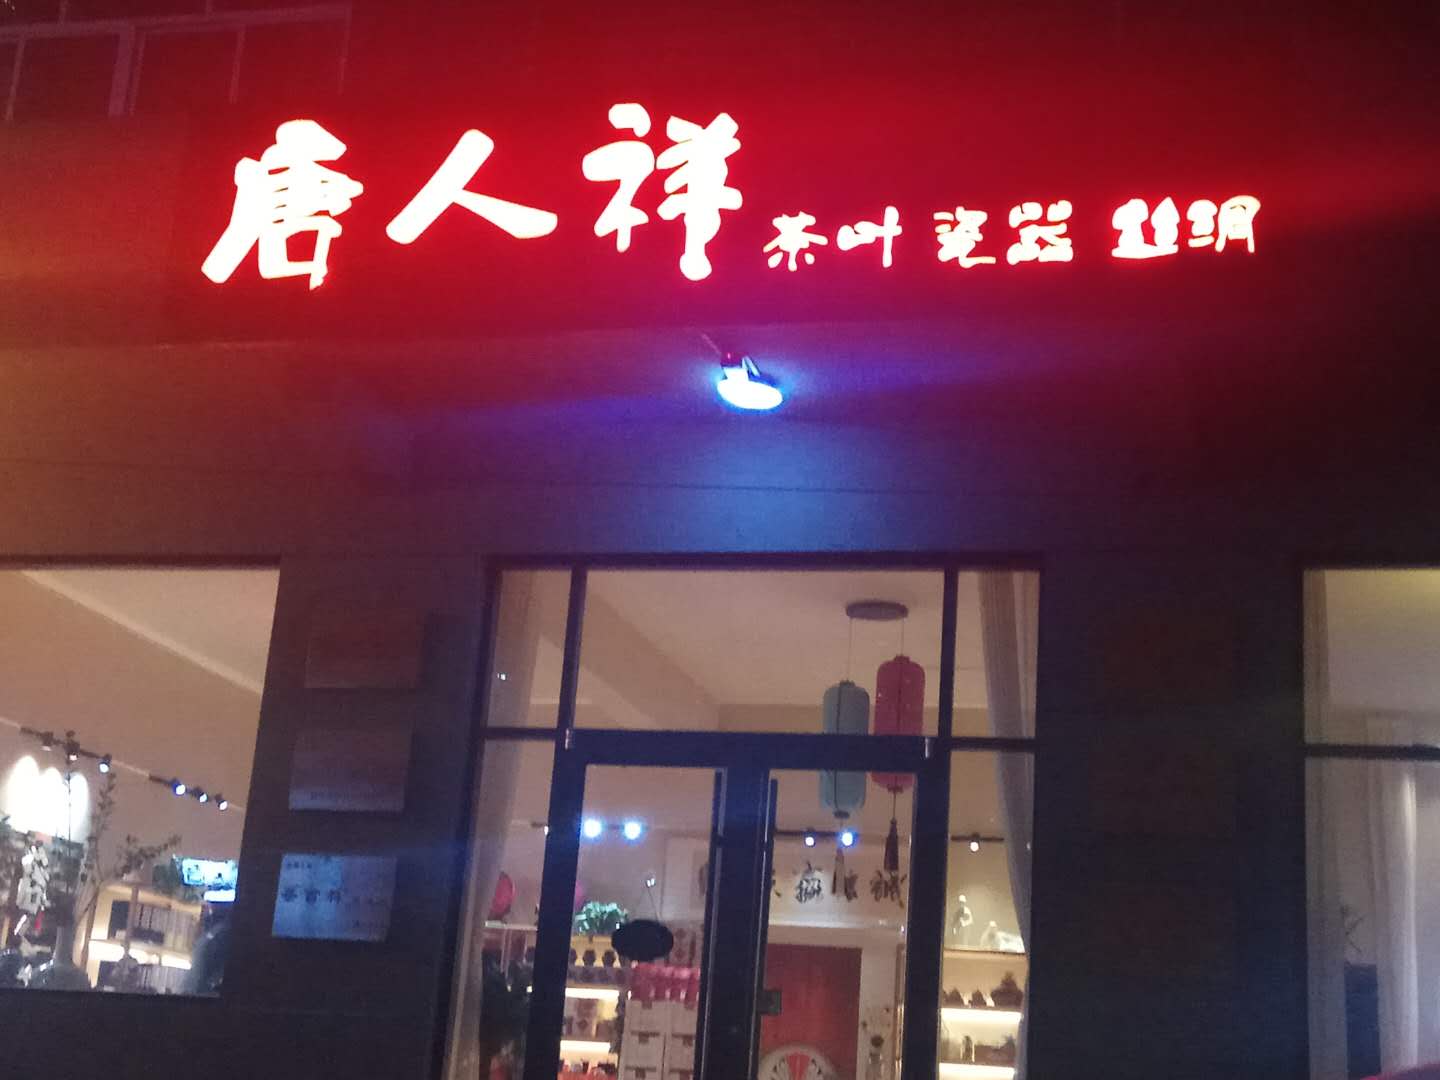 唐人祥 茶叶 瓷器 丝绸